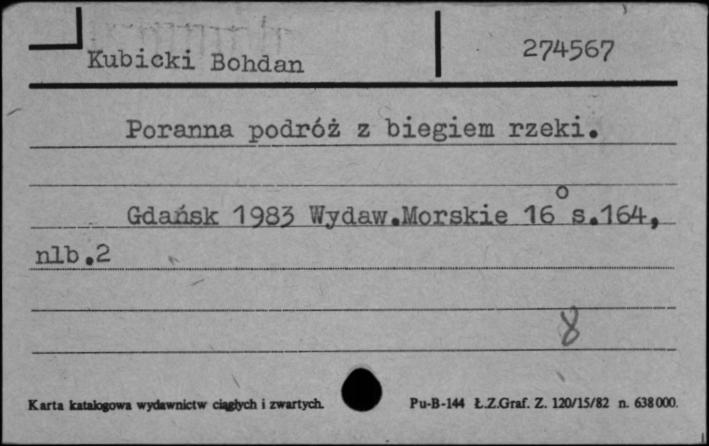 Kubicki Bohdan 274567
Poranna podróż z biegiem rzeki.
Gdańsk 1983 Wydaw.Morskie 16° s.164,
nlb.2
8
Karta katalogowa wydawnictw ciągłych i zwartych. Pu-B-144 Ł.Z.Graf. Z. 120/15/82 n. 638000.